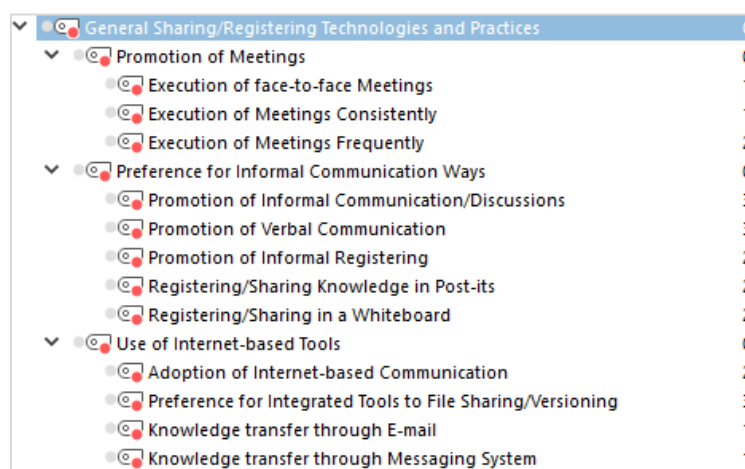 General Sharing/Registering Technologies and Practices
Promotion of Meetings
Execution of face-to-face Meetings
Execution of Meetings Consistently
Execution of Meetings Frequently
Preference for Informal Communication Ways
Promotion of Informal Communication/Discussions
Promotion of Verbal Communication
Promotion of Informal Registering
Registering/Sharing Knowledge in Post-its
Registering/Sharing in a Whiteboard
Use of Internet-based Tools
Adoption of Internet-based Communication
Preference for Integrated Tools to File Sharing/Versioning
Knowledge transfer through E-mail
Knowledge transfer through Messaging System